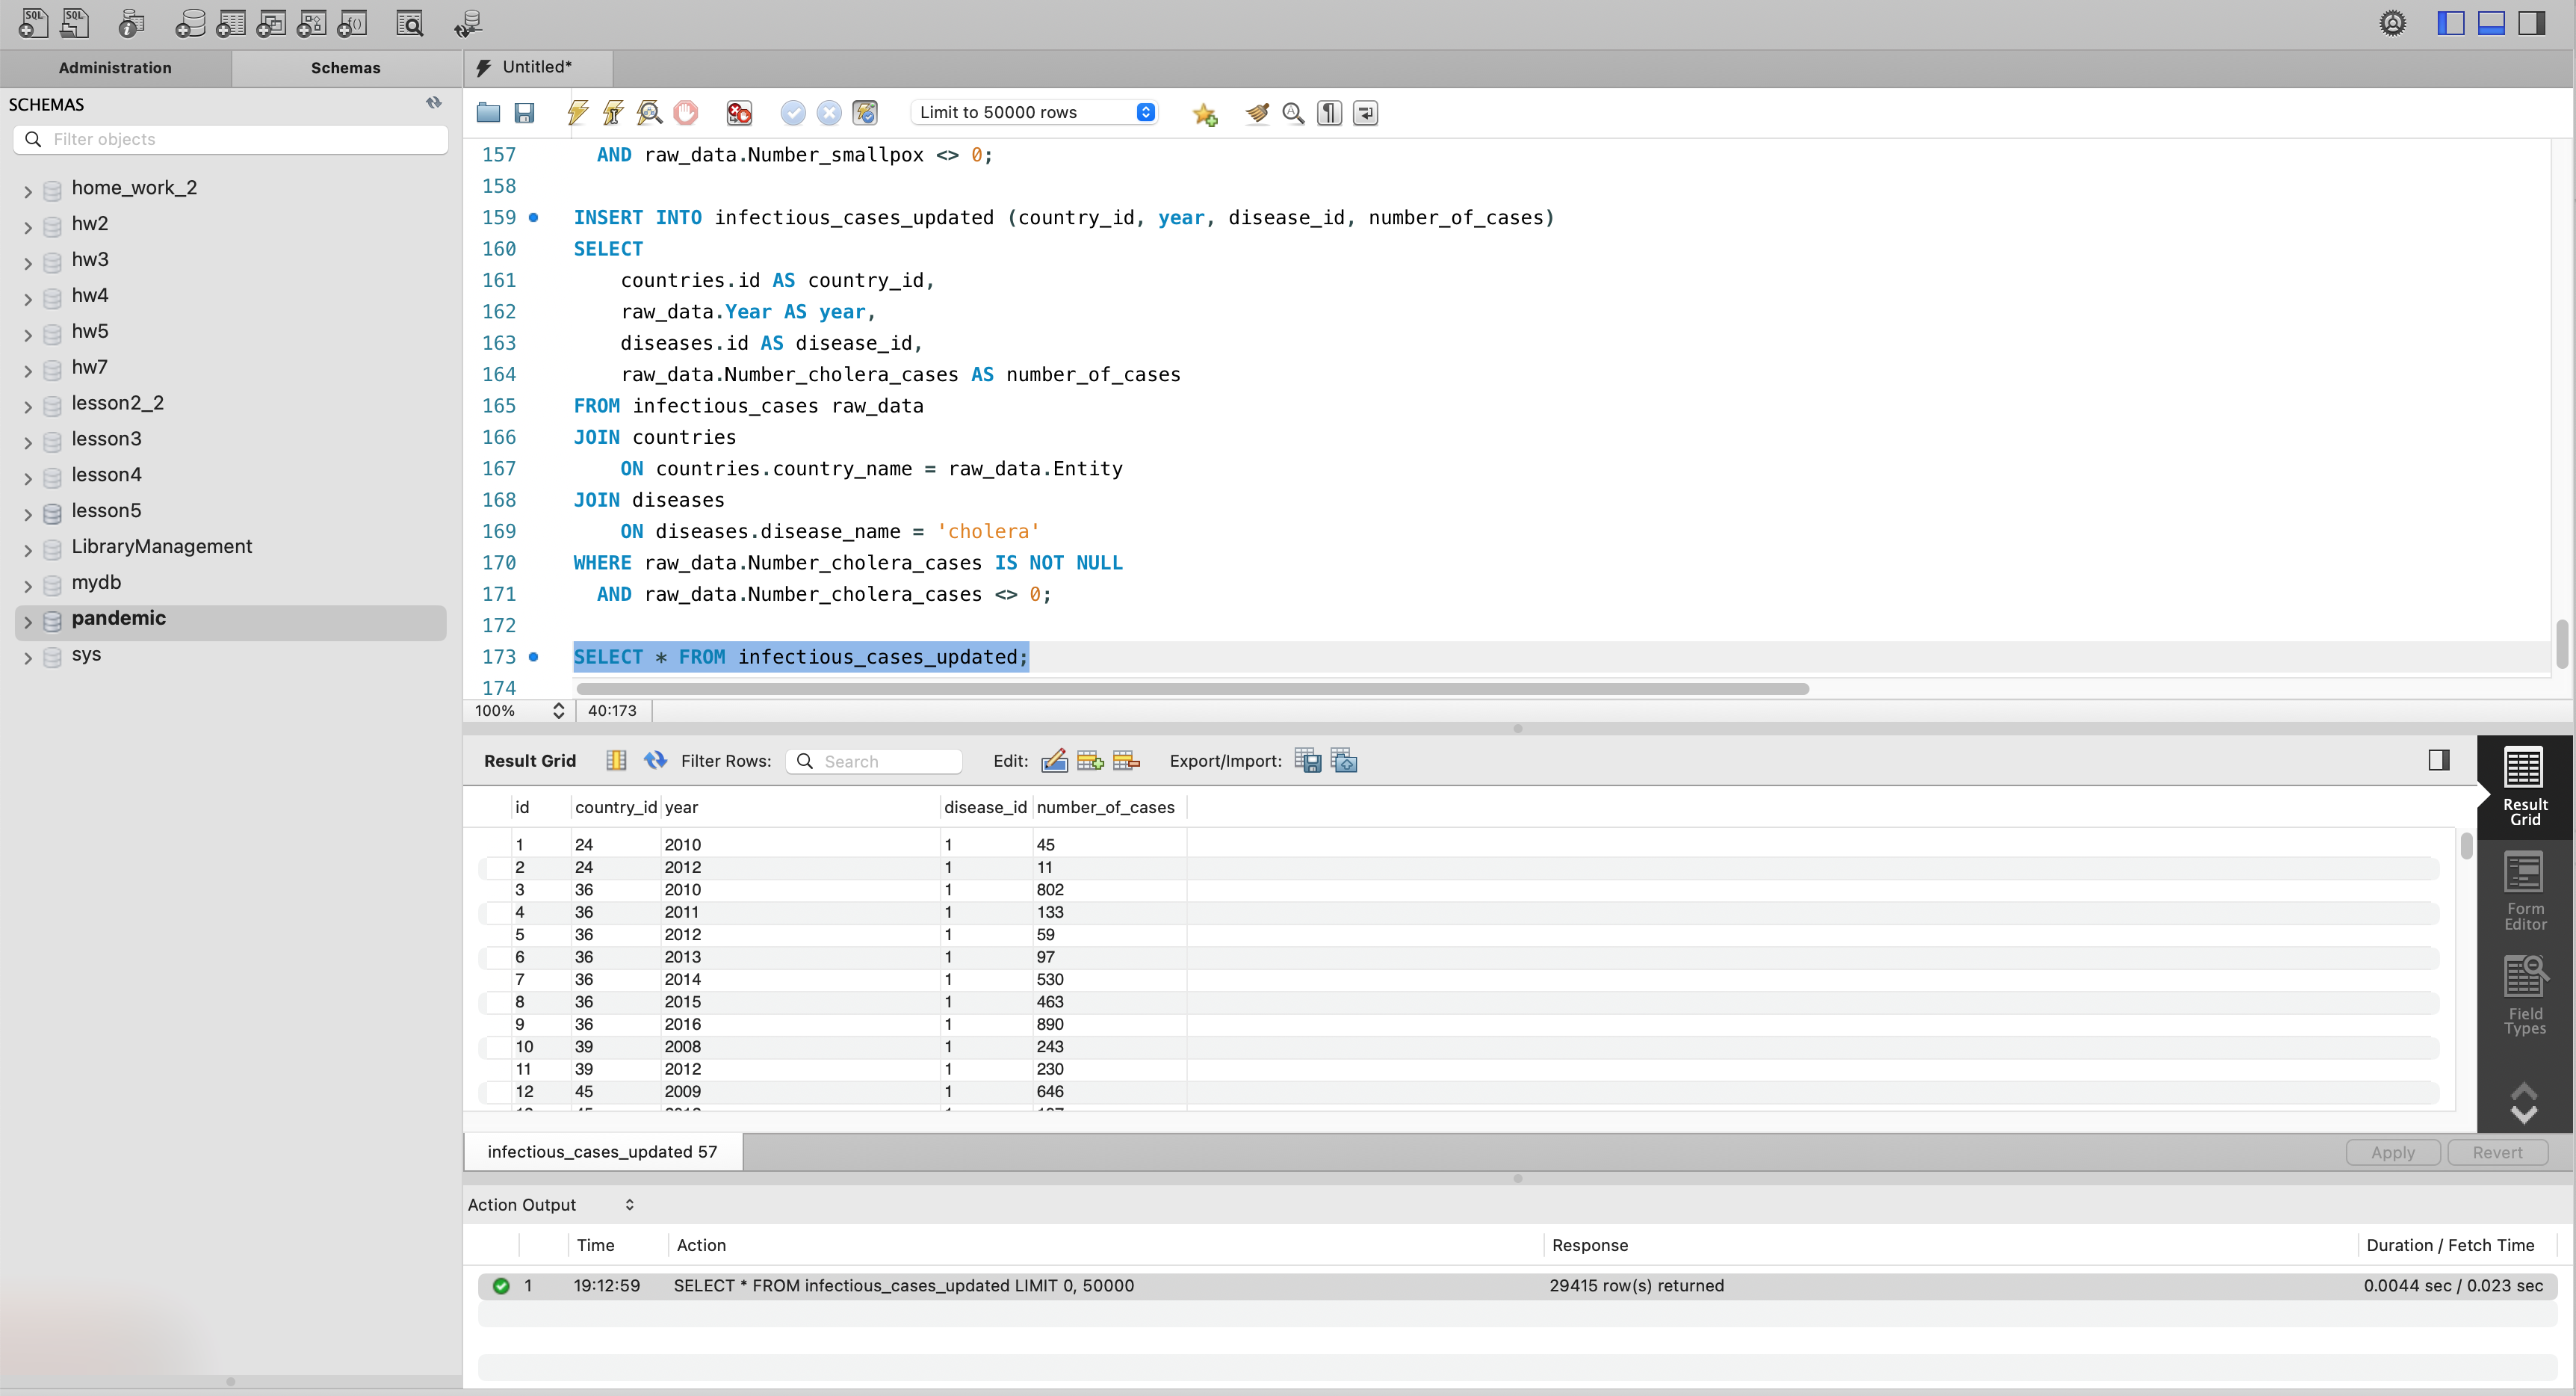 SQL SQL
Administration Schemas Untitled*
SCHEMAS
Filter objects
Limit to 50000 rows
home_work_2
hw2
hw3
hw4
hw5
hw7
lesson2_2
lesson3
lesson4
lesson5
LibraryManagement
mydb
pandemic
sys
157 AND raw_data.Number_smallpox <> 0;
158
159 INSERT INTO infectious_cases_updated (country_id, year, disease_id, number_of_cases)
160 SELECT
161 countries.id AS country_id,
162 raw_data.Year AS year,
163 diseases.id AS disease_id,
164 raw_data.Number_cholera_cases AS number_of_cases
165 FROM infectious_cases raw_data
166 JOIN countries
167 ON countries.country_name = raw_data.Entity
168 JOIN diseases
169 ON diseases.disease_name = 'cholera'
170 WHERE raw_data.Number_cholera_cases IS NOT NULL
171 AND raw_data.Number_cholera_cases <> 0;
172
173 SELECT * FROM infectious_cases_updated;
174
100% 40:173
Result Grid Filter Rows: Search Edit: Export/Import:
id country_id year disease_id number_of_cases
1 24 2010 1 45
2 24 2012 1 11
3 36 2010 1 802
4 36 2011 1 133
5 36 2012 1 59
6 36 2013 1 97
7 36 2014 1 530
8 36 2015 1 463
9 36 2016 1 890
10 39 2008 1 243
11 39 2012 1 230
12 45 2009 1 646
Result
Grid
Form
Editor
Field
Types
infectious_cases_updated 57 Apply Revert
Action Output
Time Action Response Duration / Fetch Time
1 19:12:59 SELECT * FROM infectious_cases_updated LIMIT 0, 50000 29415 row(s) returned 0.0044 sec / 0.023 sec